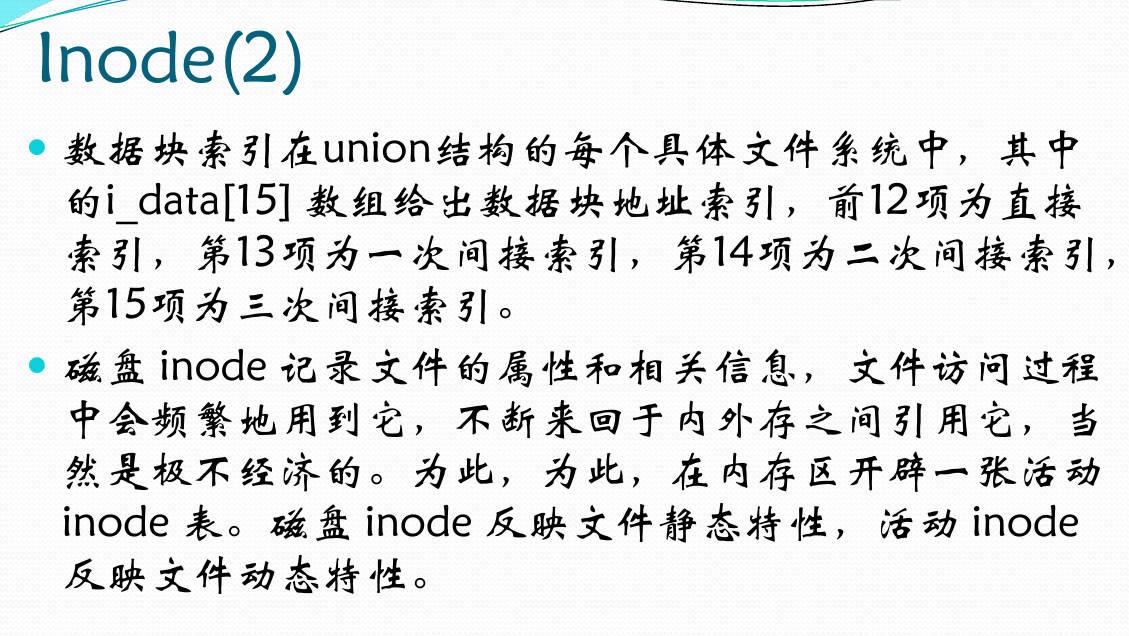 Inode(2)
数据块索引在union结构的每个具体文件系统中，其中
的i_data[15] 数组给出数据块地址索引，前12项为直接
索引，第13项为一次间接索引，第14项为二次间接索引，
第15项为三次间接索引。
磁盘 inode 记录文件的属性和相关信息，文件访问过程
中会频繁地用到它，不断来回于内外存之间引用它，当
然是极不经济的。为此，为此，在内存区开辟一张活动
inode 表。磁盘 inode 反映文件静态特性，活动 inode
反映文件动态特性。